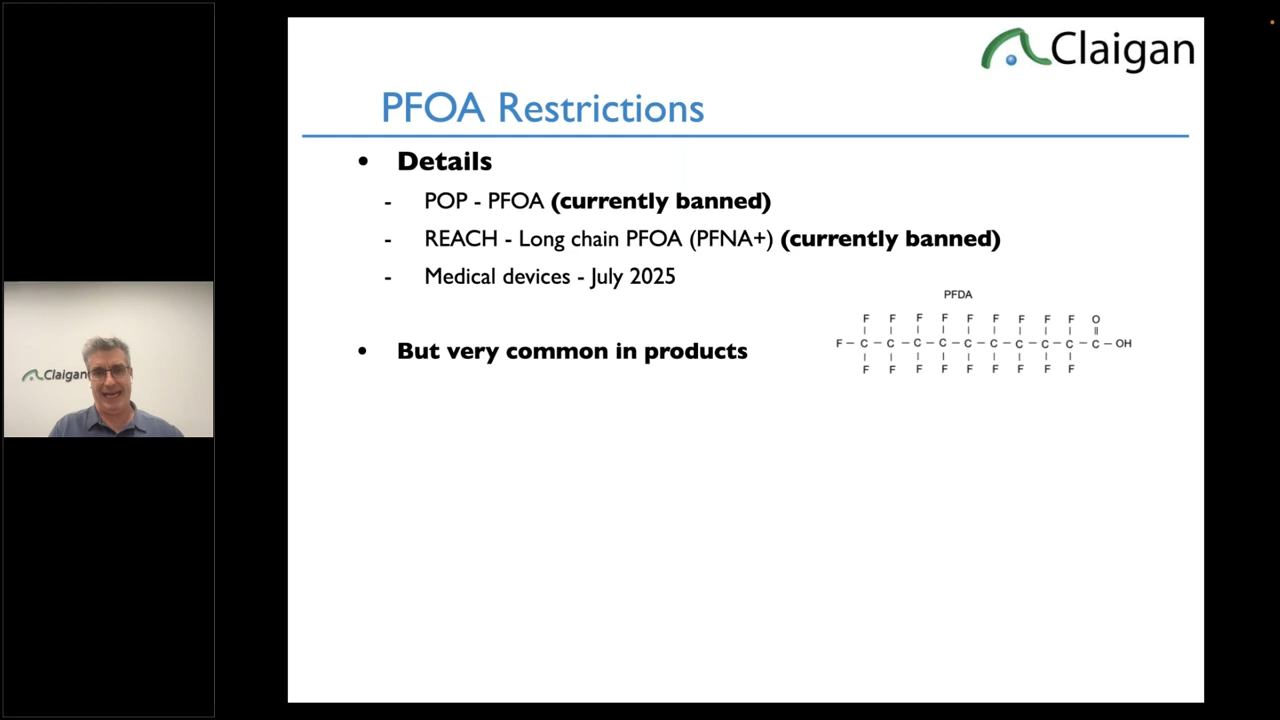 Claigan
PFOA Restrictions
• Details
- POP - PFOA (currently banned)
- REACH - Long chain PFOA (PFNA+) (currently banned)
- Medical devices - July 2025
PFDA
F F F F F F F F F O
F – C – C – C – C – C – C – C – C – C – C – OH
F F F F F F F F F
• But very common in products
Claigan